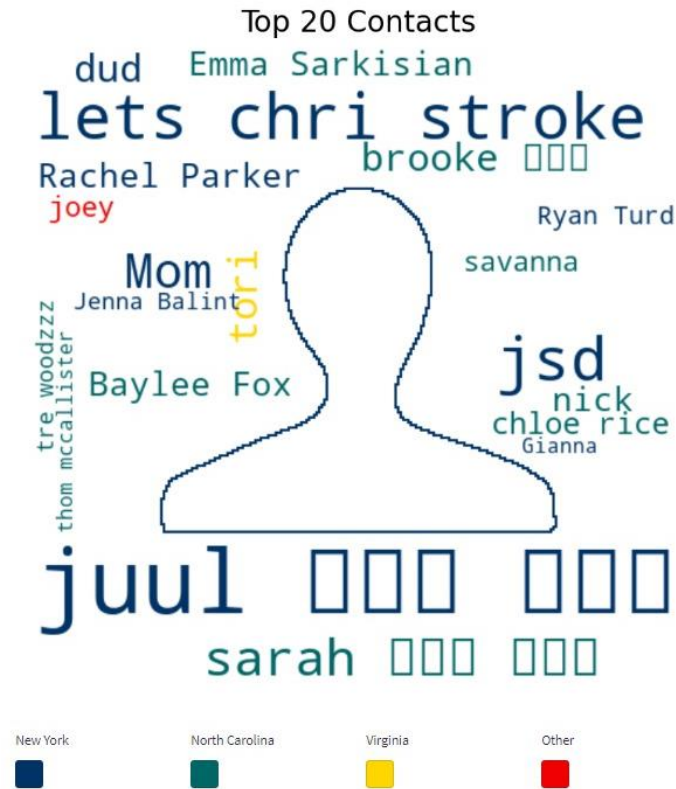 Top 20 Contacts
dud
Emma Sarkisian
lets chri stroke
brooke □□□
Rachel Parker
joey
Ryan Turd
Mom
tori
savanna
Jenna Balint
tre woodzzz
thom mccallister
jsd
Baylee Fox
nick
chloe rice
Gianna
juul □□□ □□□
sarah □□□ □□□
New York
North Carolina
Virginia
Other